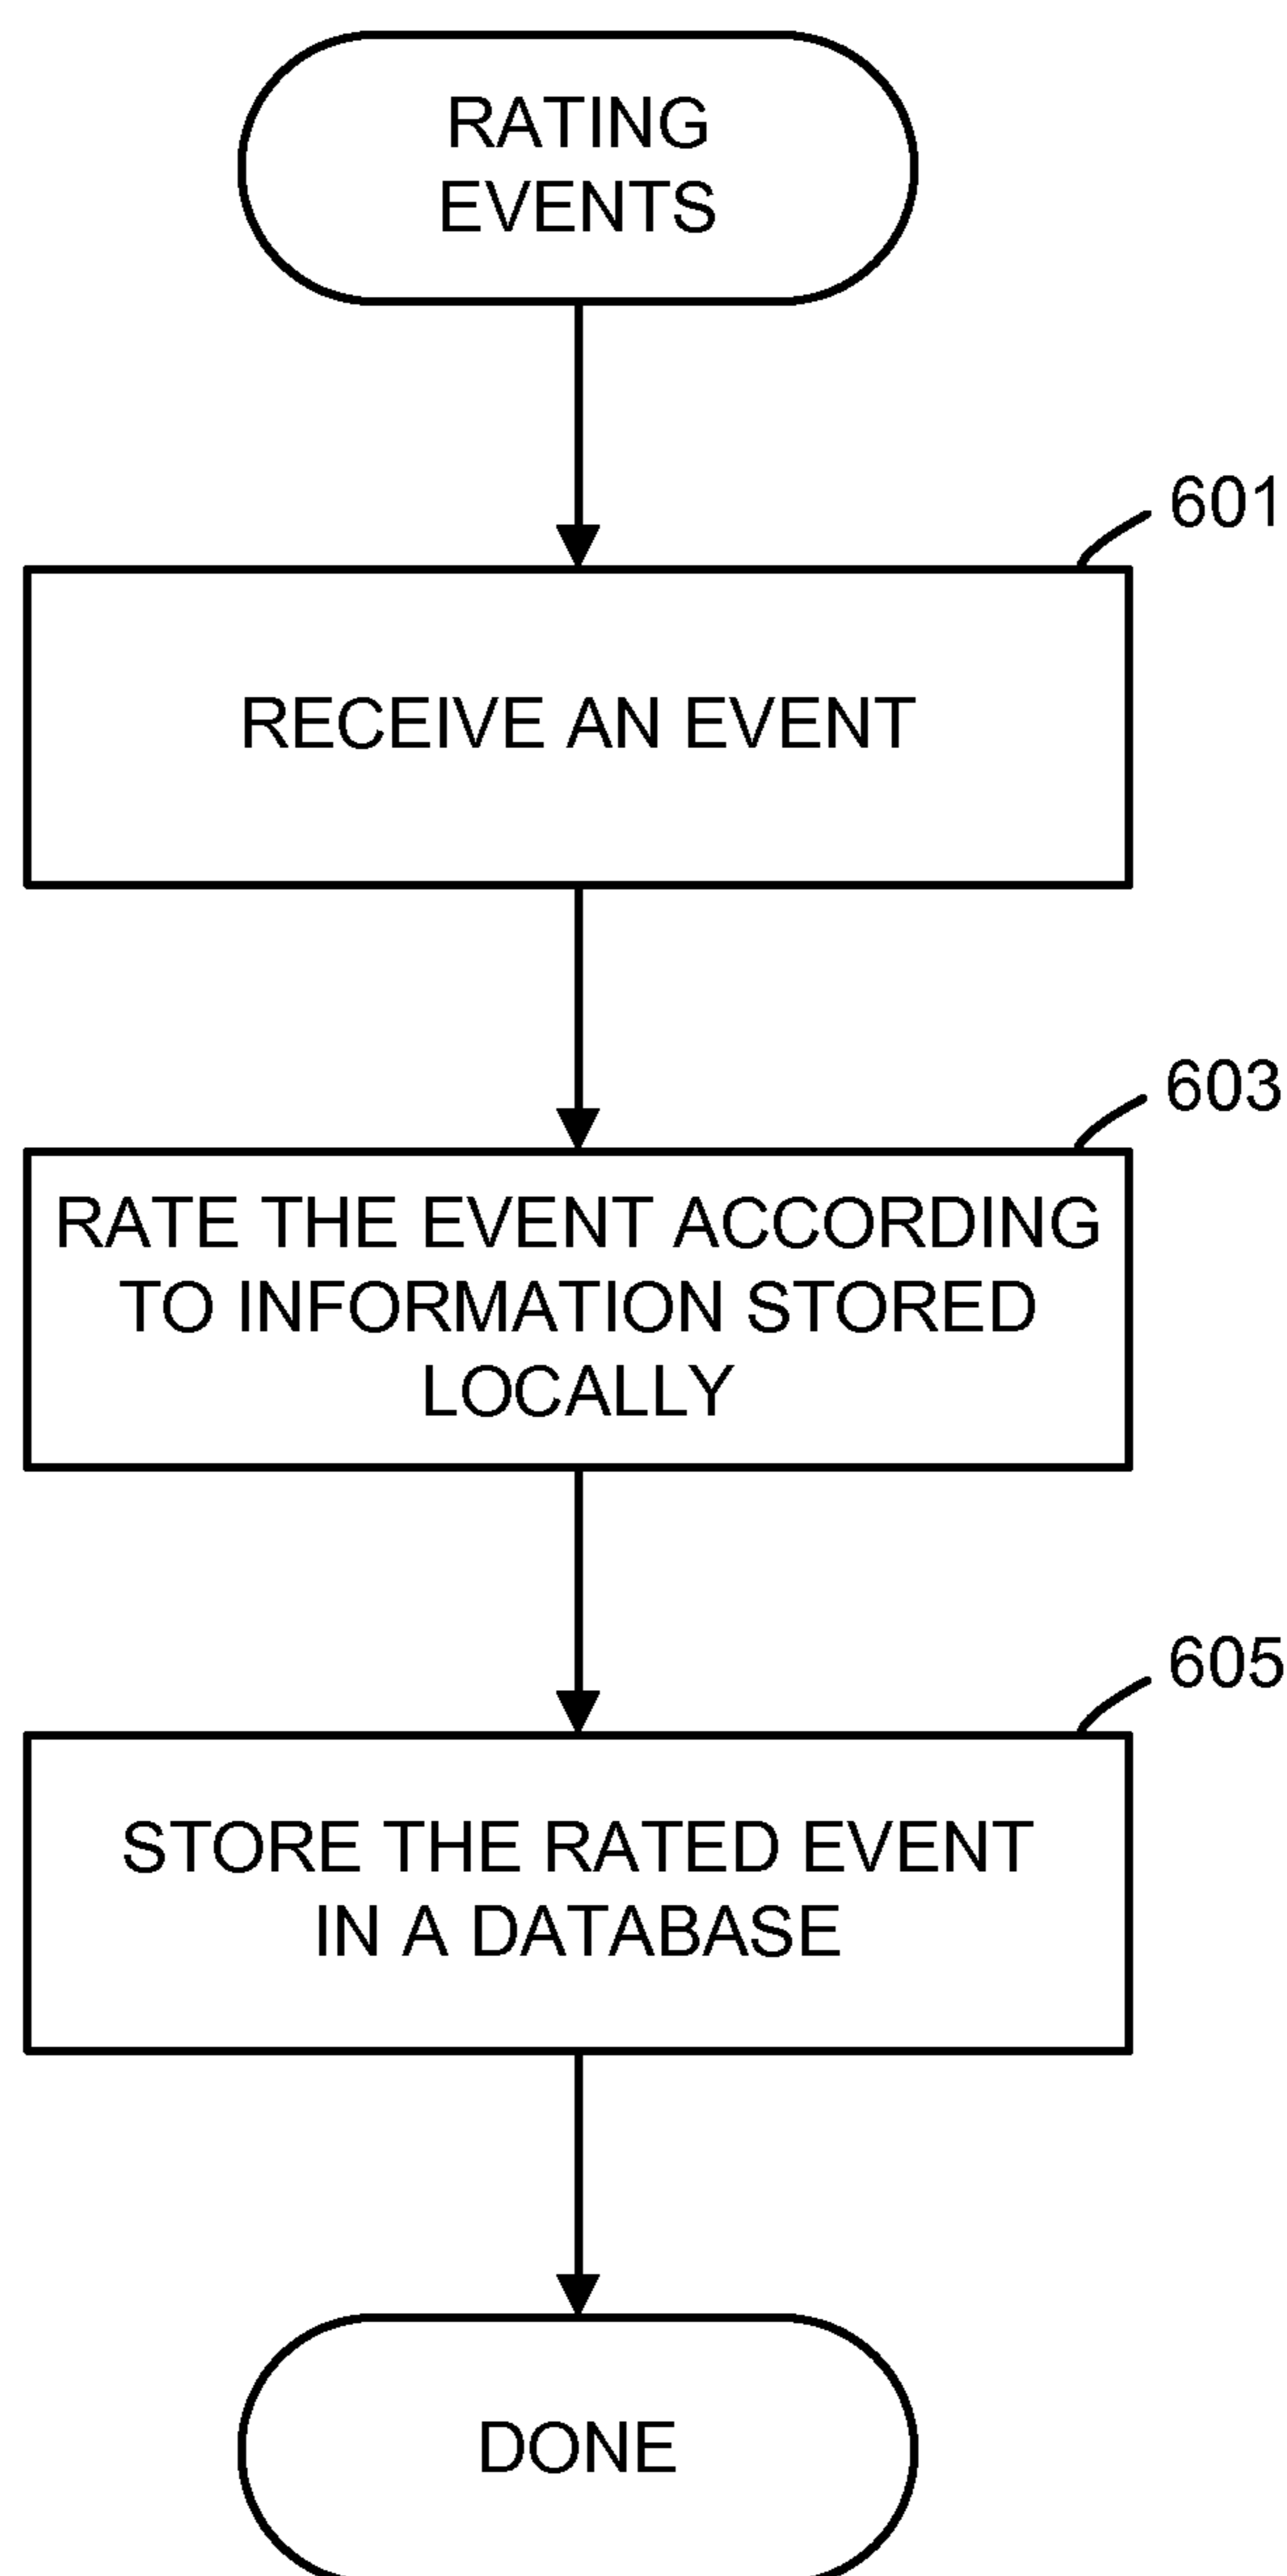 RATING
EVENTS
601
RECEIVE AN EVENT
603
RATE THE EVENT ACCORDING
TO INFORMATION STORED
LOCALLY
605
STORE THE RATED EVENT
IN A DATABASE
DONE